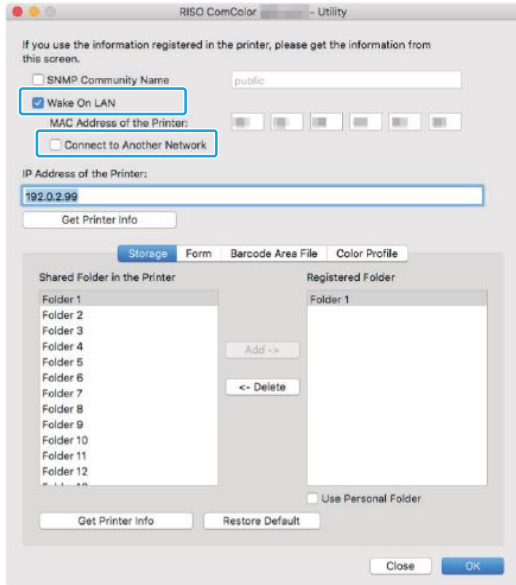 RISO ComColor - Utility
If you use the information registered in the printer, please get the information from
this screen.
SNMP Community Name
public
Wake On LAN
MAC Address of the Printer:
Connect to Another Network
IP Address of the Printer:
192.0.2.99
Get Printer Info
Storage Form Barcode Area File Color Profile
Shared Folder in the Printer
Registered Folder
Folder 1
Folder 1
Folder 2
Folder 3
Folder 4
Add ->
Folder 5
Folder 6
<- Delete
Folder 7
Folder 8
Folder 9
Folder 10
Folder 11
Folder 12
Use Personal Folder
Get Printer Info
Restore Default
Close
OK